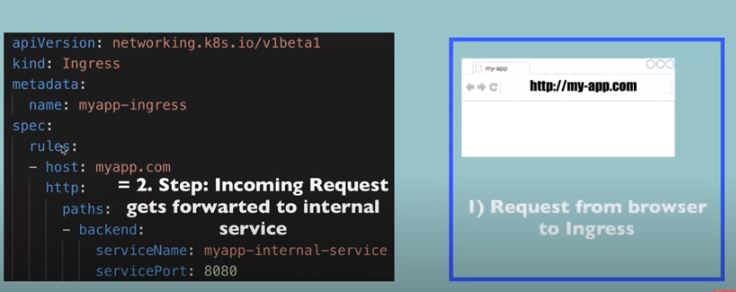 apiVersion: networking.k8s.io/v1beta1
kind: Ingress
metadata:
name: myapp-ingress
spec:
rules:
- host: myapp.com
http:
paths:
- backend:
serviceName: myapp-internal-service
servicePort: 8080
= 2. Step: Incoming Request
gets forwarted to internal
service
my-app
http://my-app.com
1) Request from browser
to Ingress